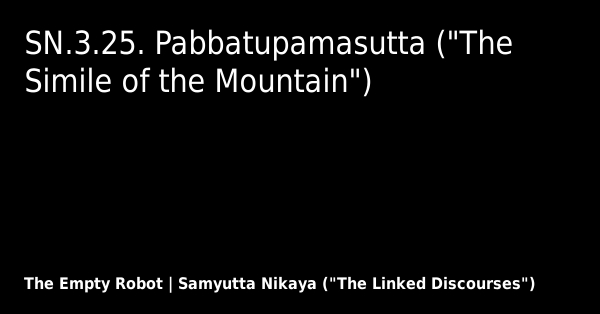 SN.3.25. Pabbatupamasutta ("The
Simile of the Mountain")
The Empty Robot | Samyutta Nikaya ("The Linked Discourses")